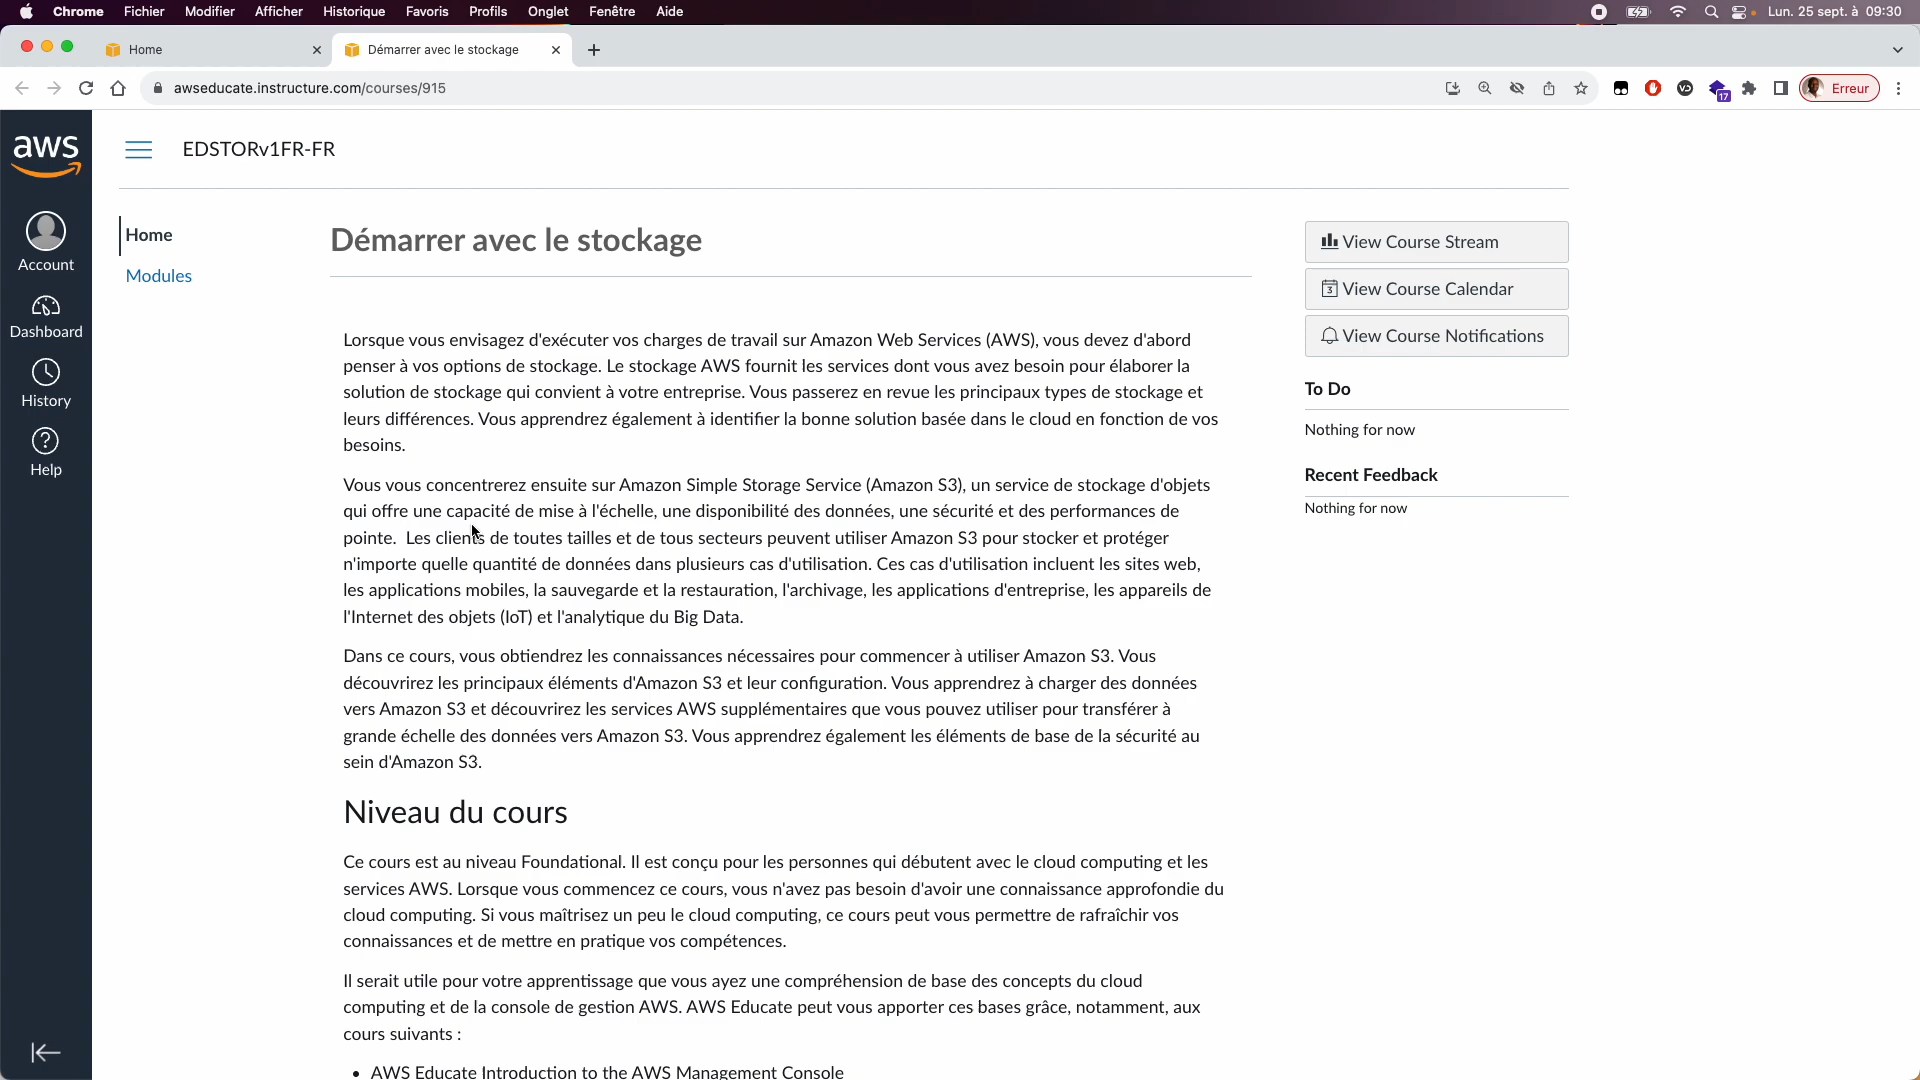 Chrome Fichier Modifier Afficher Historique Favoris Profils Onglet Fenêtre Aide Lun. 25 sept. à 09:30
Home
Démarrer avec le stockage
awseducate.instructure.com/courses/915
17
Erreur
aws
Account
Dashboard
History
Help
EDSTORv1FR-FR
Home
Modules
Démarrer avec le stockage
Lorsque vous envisagez d'exécuter vos charges de travail sur Amazon Web Services (AWS), vous devez d'abord
penser à vos options de stockage. Le stockage AWS fournit les services dont vous avez besoin pour élaborer la
solution de stockage qui convient à votre entreprise. Vous passerez en revue les principaux types de stockage et
leurs différences. Vous apprendrez également à identifier la bonne solution basée dans le cloud en fonction de vos
besoins.
Vous vous concentrerez ensuite sur Amazon Simple Storage Service (Amazon S3), un service de stockage d'objets
qui offre une capacité de mise à l'échelle, une disponibilité des données, une sécurité et des performances de
pointe. Les clients de toutes tailles et de tous secteurs peuvent utiliser Amazon S3 pour stocker et protéger
n'importe quelle quantité de données dans plusieurs cas d'utilisation. Ces cas d'utilisation incluent les sites web,
les applications mobiles, la sauvegarde et la restauration, l'archivage, les applications d'entreprise, les appareils de
l'Internet des objets (IoT) et l'analytique du Big Data.
Dans ce cours, vous obtiendrez les connaissances nécessaires pour commencer à utiliser Amazon S3. Vous
découvrirez les principaux éléments d'Amazon S3 et leur configuration. Vous apprendrez à charger des données
vers Amazon S3 et découvrirez les services AWS supplémentaires que vous pouvez utiliser pour transférer à
grande échelle des données vers Amazon S3. Vous apprendrez également les éléments de base de la sécurité au
sein d'Amazon S3.
Niveau du cours
Ce cours est au niveau Foundational. Il est conçu pour les personnes qui débutent avec le cloud computing et les
services AWS. Lorsque vous commencez ce cours, vous n'avez pas besoin d'avoir une connaissance approfondie du
cloud computing. Si vous maîtrisez un peu le cloud computing, ce cours peut vous permettre de rafraîchir vos
connaissances et de mettre en pratique vos compétences.
Il serait utile pour votre apprentissage que vous ayez une compréhension de base des concepts du cloud
computing et de la console de gestion AWS. AWS Educate peut vous apporter ces bases grâce, notamment, aux
cours suivants :
• AWS Educate Introduction to the AWS Management Console
View Course Stream
3 View Course Calendar
View Course Notifications
To Do
Nothing for now
Recent Feedback
Nothing for now